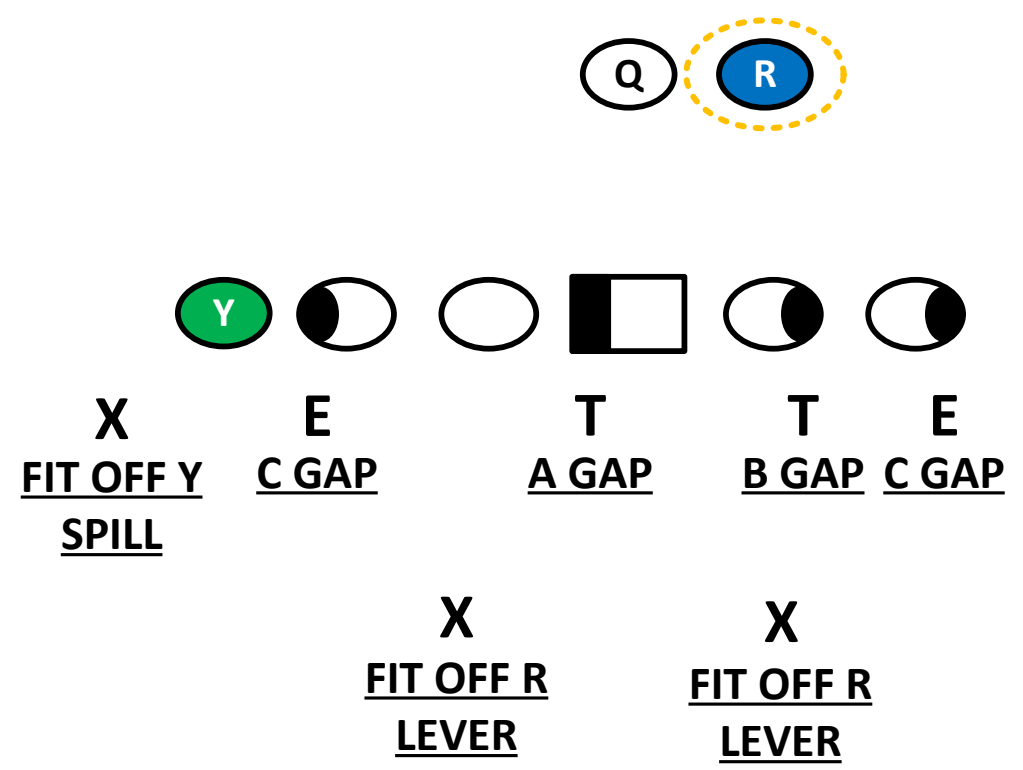 Q R
Y
X E T T E
FIT OFF Y C GAP A GAP B GAP C GAP
SPILL
X X
FIT OFF R FIT OFF R
LEVER LEVER